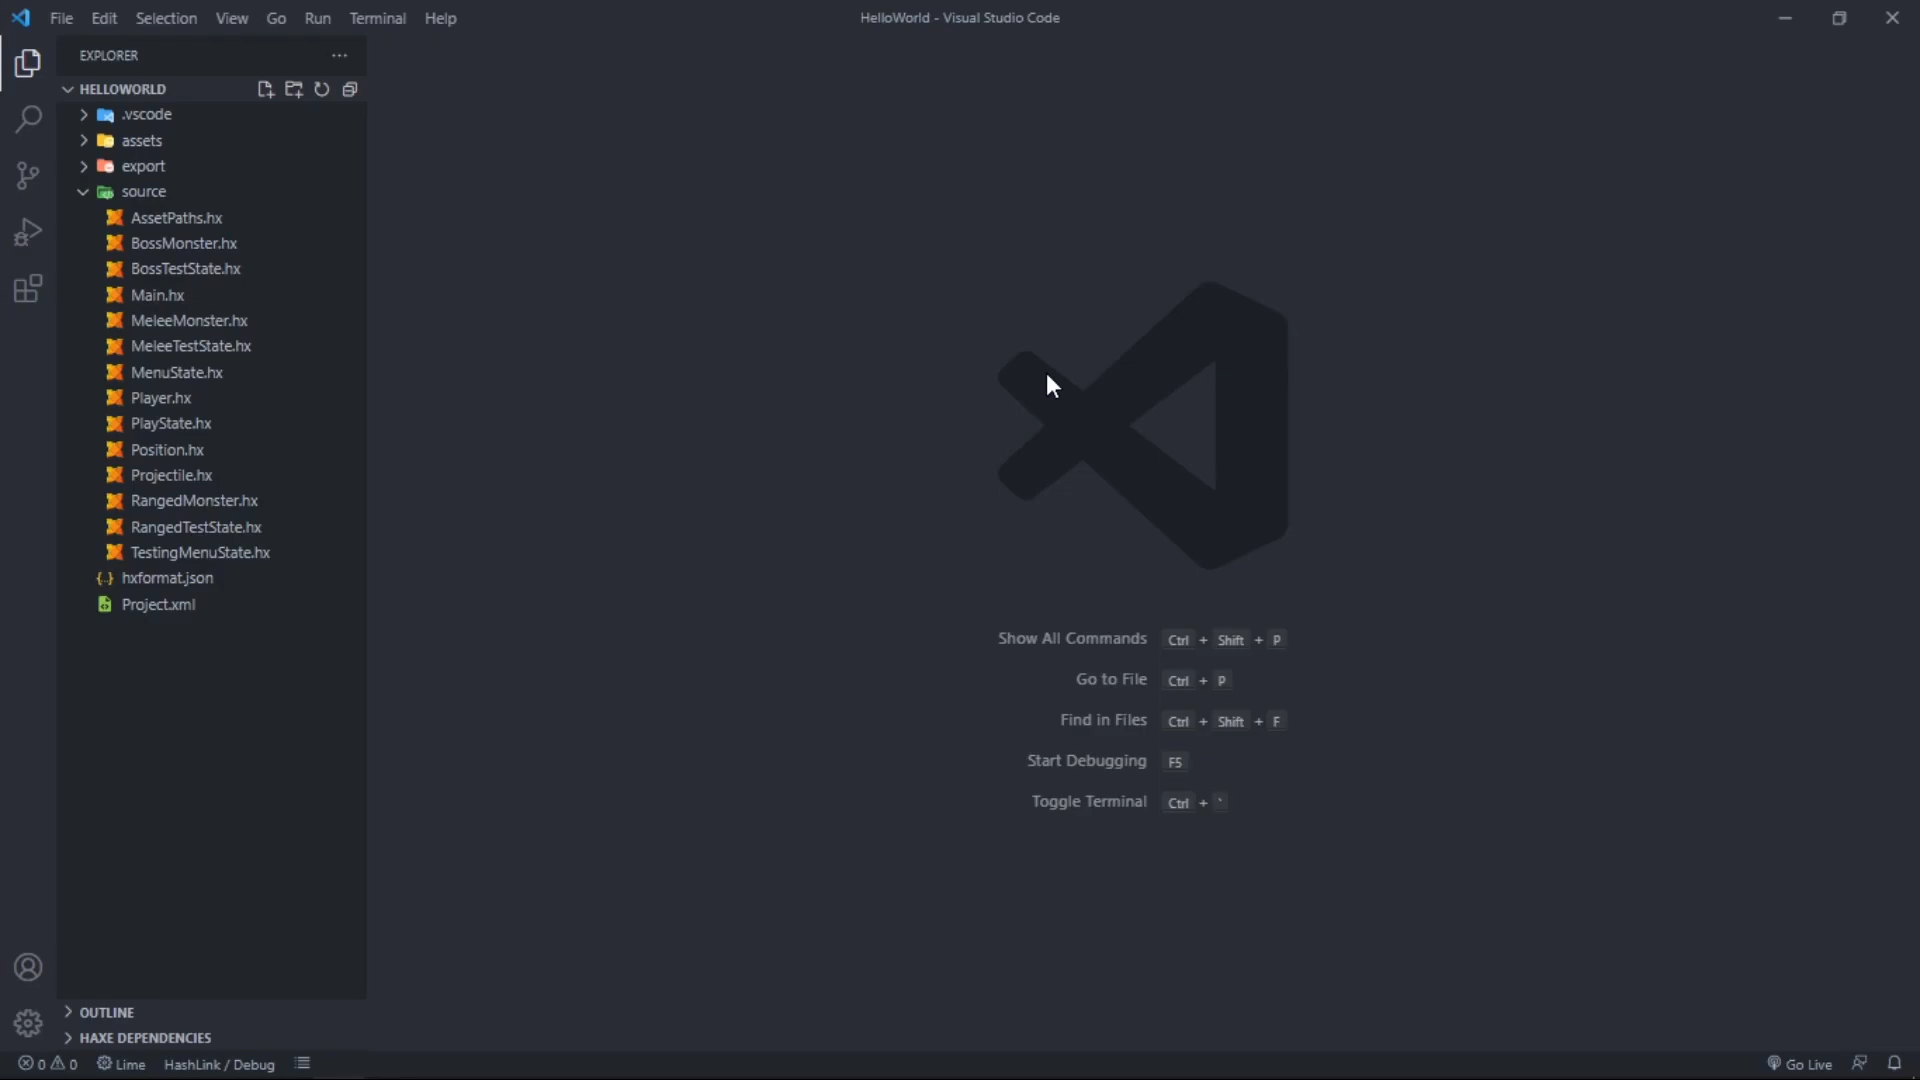 File Edit Selection View Go Run Terminal Help
HelloWorld - Visual Studio Code
EXPLORER
HELLOWORLD
.vscode
assets
export
source
AssetPaths.hx
BossMonster.hx
BossTestState.hx
Main.hx
MeleeMonster.hx
MeleeTestState.hx
MenuState.hx
Player.hx
PlayState.hx
Position.hx
Projectile.hx
RangedMonster.hx
RangedTestState.hx
TestingMenuState.hx
{..} hxformat.json
Project.xml
Show All Commands Ctrl + Shift + P
Go to File Ctrl + P
Find in Files Ctrl + Shift + F
Start Debugging F5
Toggle Terminal Ctrl + `
OUTLINE
HAXE DEPENDENCIES
0 0 Lime HashLink / Debug
Go Live